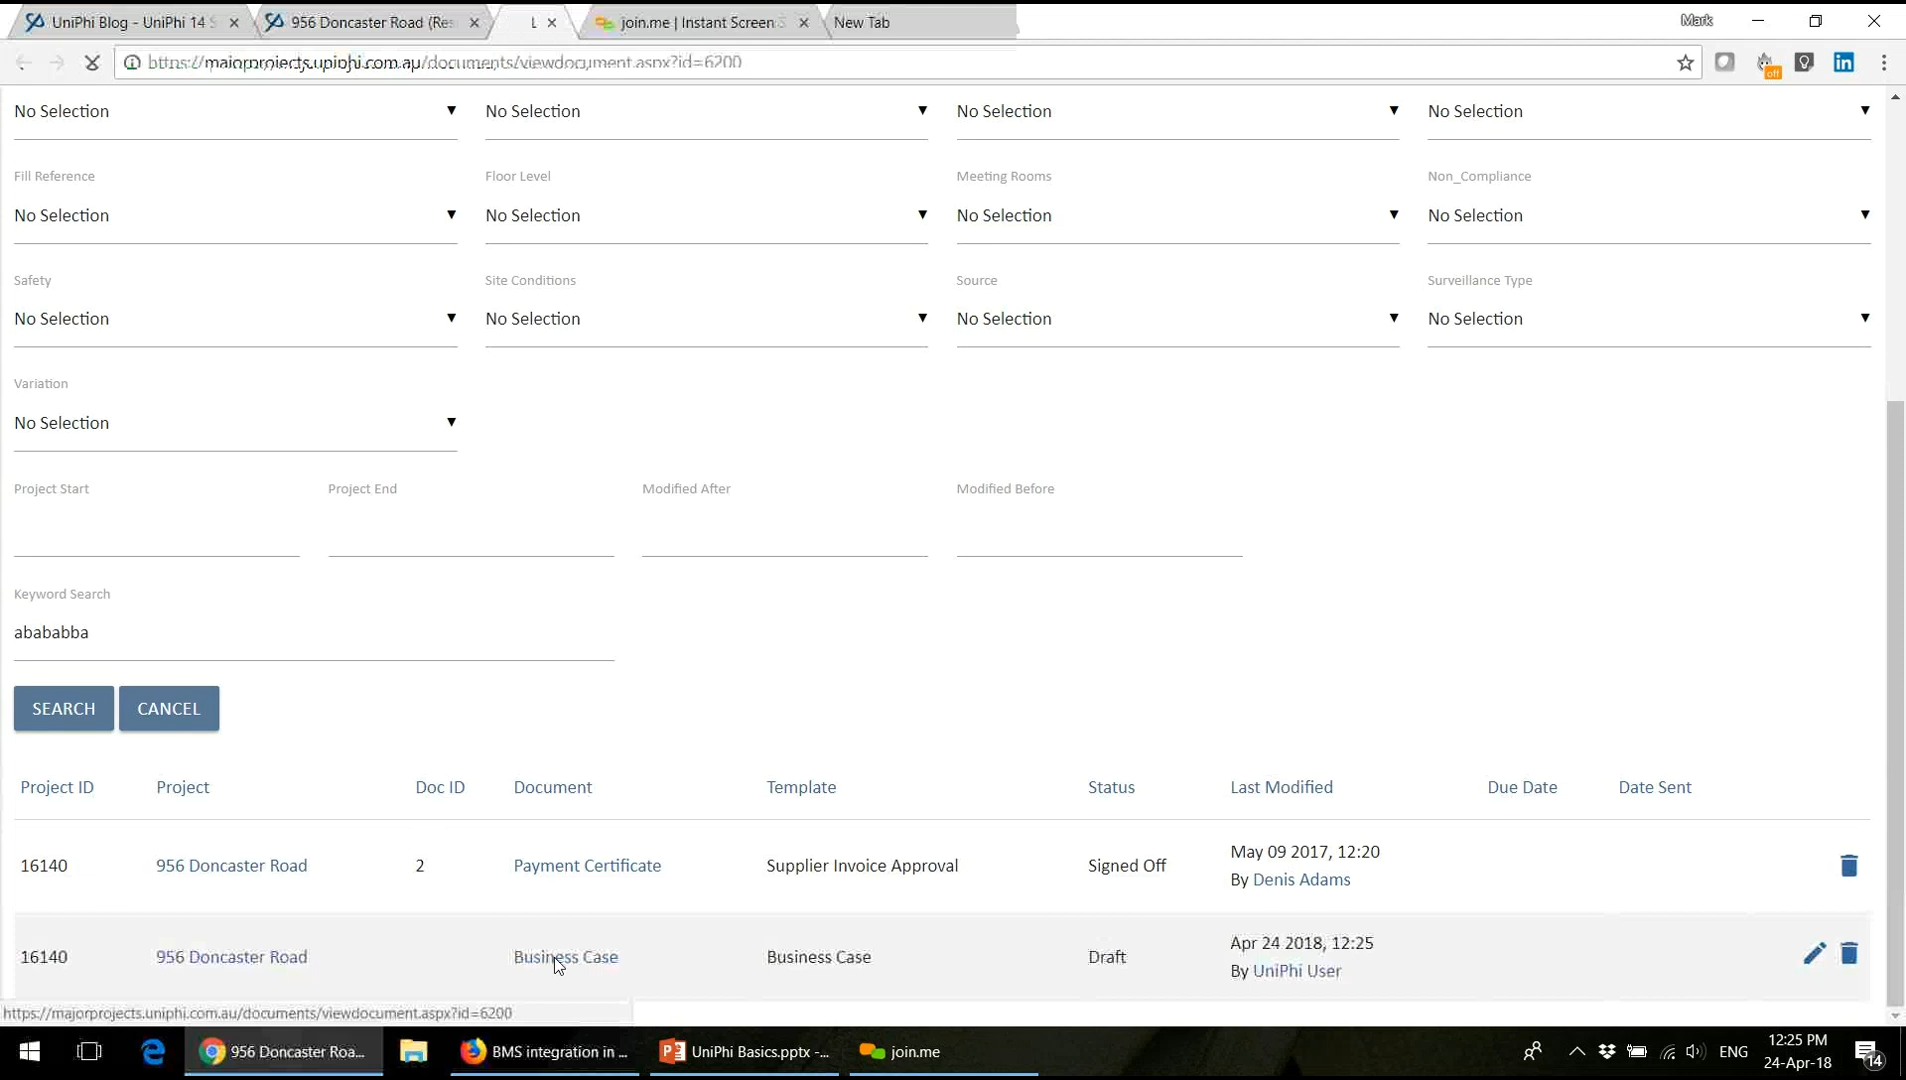 UniPhi Blog - UniPhi 14 S
956 Doncaster Road (Res
L
join.me | Instant Screen S
New Tab
Mark
https://majorprojects.uniphi.com.au/documents/viewdocument.aspx?id=6200
off
in
No Selection No Selection No Selection No Selection
Fill Reference Floor Level Meeting Rooms Non_Compliance
No Selection No Selection No Selection No Selection
Safety Site Conditions Source Surveillance Type
No Selection No Selection No Selection No Selection
Variation
No Selection
Project Start Project End Modified After Modified Before
Keyword Search
abababba
SEARCH CANCEL
Project ID Project Doc ID Document Template Status Last Modified Due Date Date Sent
16140 956 Doncaster Road 2 Payment Certificate Supplier Invoice Approval Signed Off May 09 2017, 12:20
By Denis Adams
16140 956 Doncaster Road Business Case Business Case Draft Apr 24 2018, 12:25
By UniPhi User
https://majorprojects.uniphi.com.au/documents/viewdocument.aspx?id=6200
956 Doncaster Roa...
BMS integration in ...
UniPhi Basics.pptx -...
join.me
ENG
12:25 PM
24-Apr-18
14